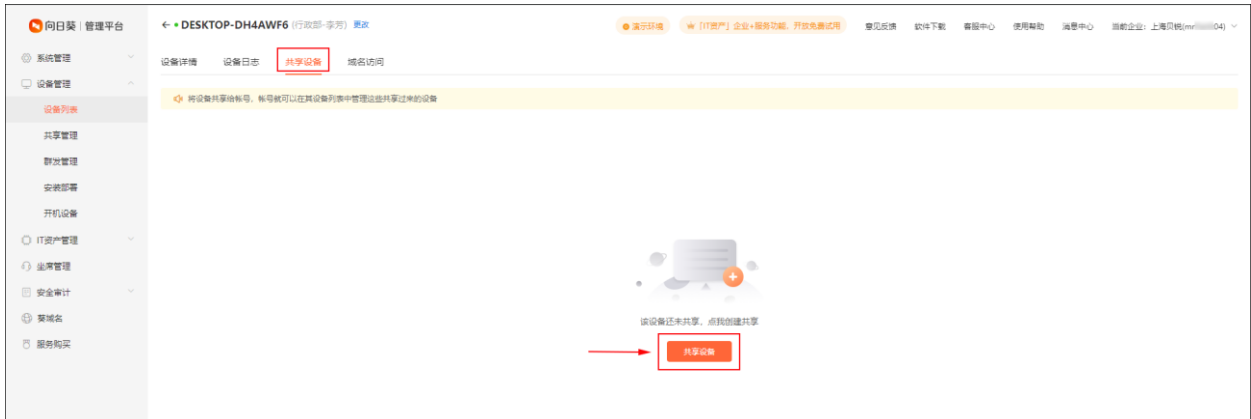 向日葵 | 管理平台
← DESKTOP-DH4AWF6 (行政部-李芳) 更改
演示环境
【IT资产】企业+服务功能，开放免费试用
意见反馈
软件下载
客服中心
使用帮助
消息中心
当前企业：上海贝锐(mr 04)
系统管理
设备管理
设备列表
共享管理
群发管理
安装部署
开机设备
IT资产管理
坐席管理
安全审计
葵域名
服务购买
设备详情
设备日志
共享设备
域名访问
将设备共享给帐号，帐号就可以在其设备列表中管理这些共享过来的设备
该设备还未共享，点我创建共享
共享设备